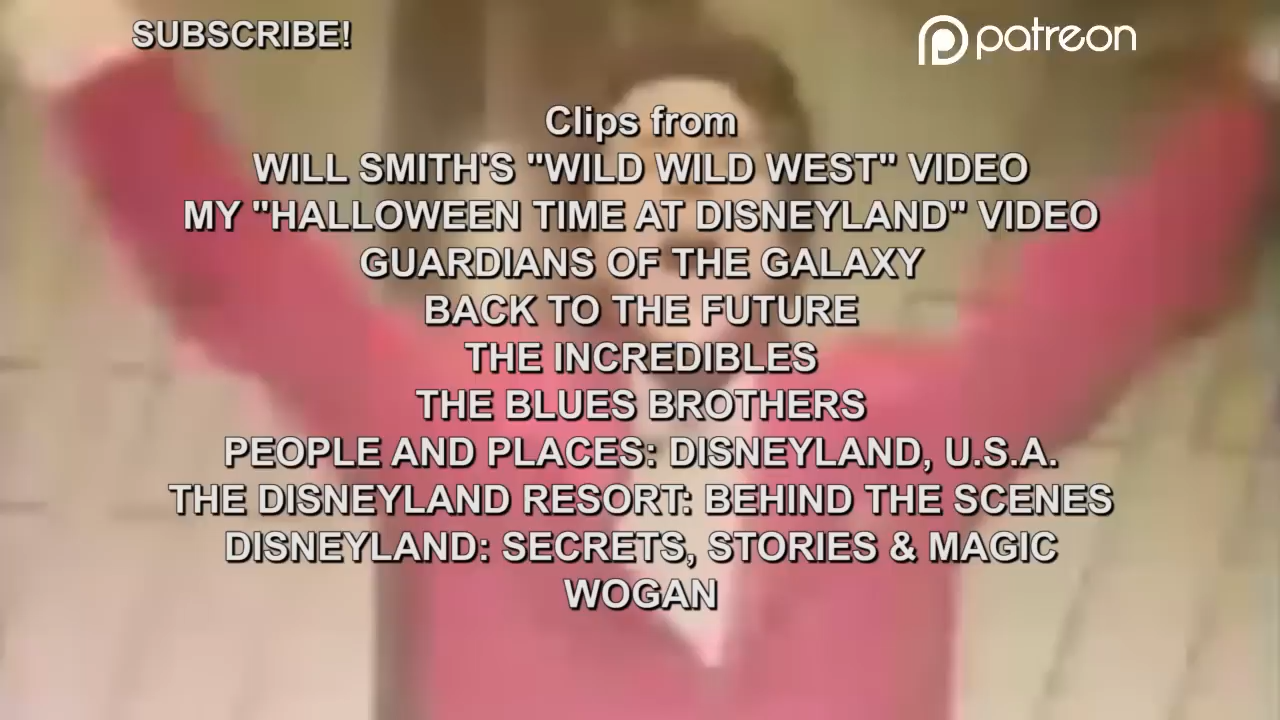 SUBSCRIBE!
patreon
Clips from
WILL SMITH'S "WILD WILD WEST" VIDEO
MY "HALLOWEEN TIME AT DISNEYLAND" VIDEO
GUARDIANS OF THE GALAXY
BACK TO THE FUTURE
THE INCREDIBLES
THE BLUES BROTHERS
PEOPLE AND PLACES: DISNEYLAND, U.S.A.
THE DISNEYLAND RESORT: BEHIND THE SCENES
DISNEYLAND: SECRETS, STORIES & MAGIC
WOGAN